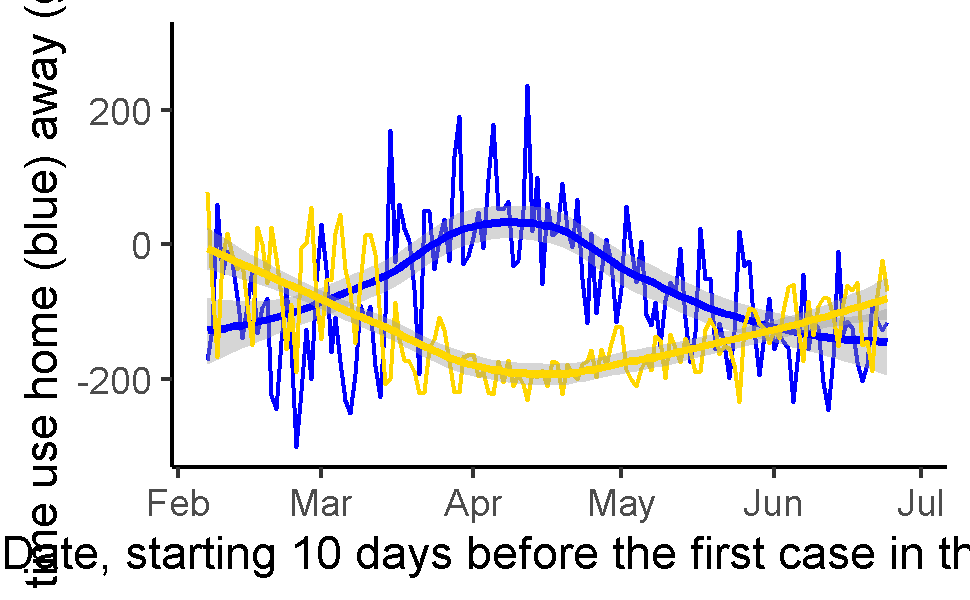 time use home (blue) away (
200
0
-200
Feb Mar Apr May Jun Jul
Date, starting 10 days before the first case in th